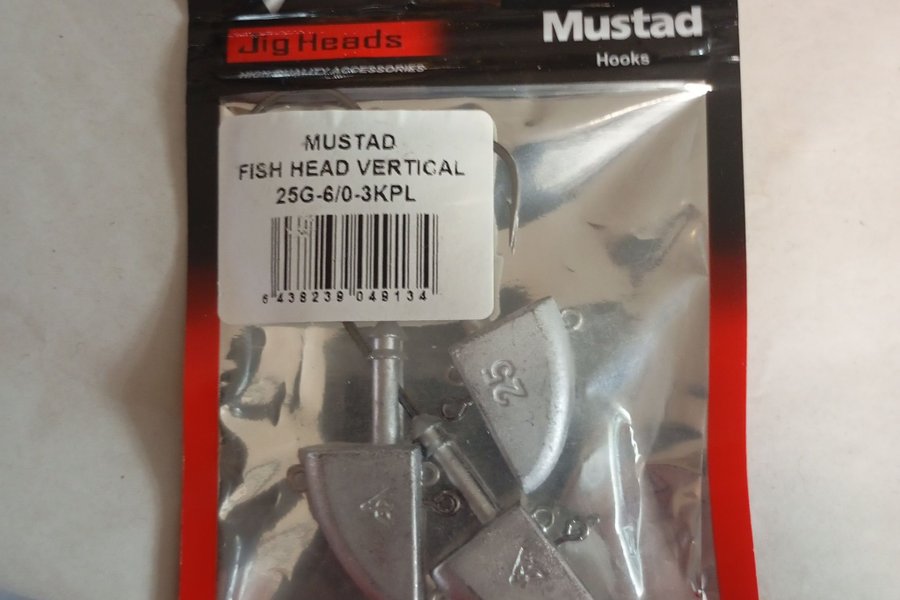 Jig Heads
HIGH QUALITY ACCESSORIES
Mustad
Hooks
MUSTAD
FISH HEAD VERTICAL
25G-6/0-3KPL
6 438239 049134
25